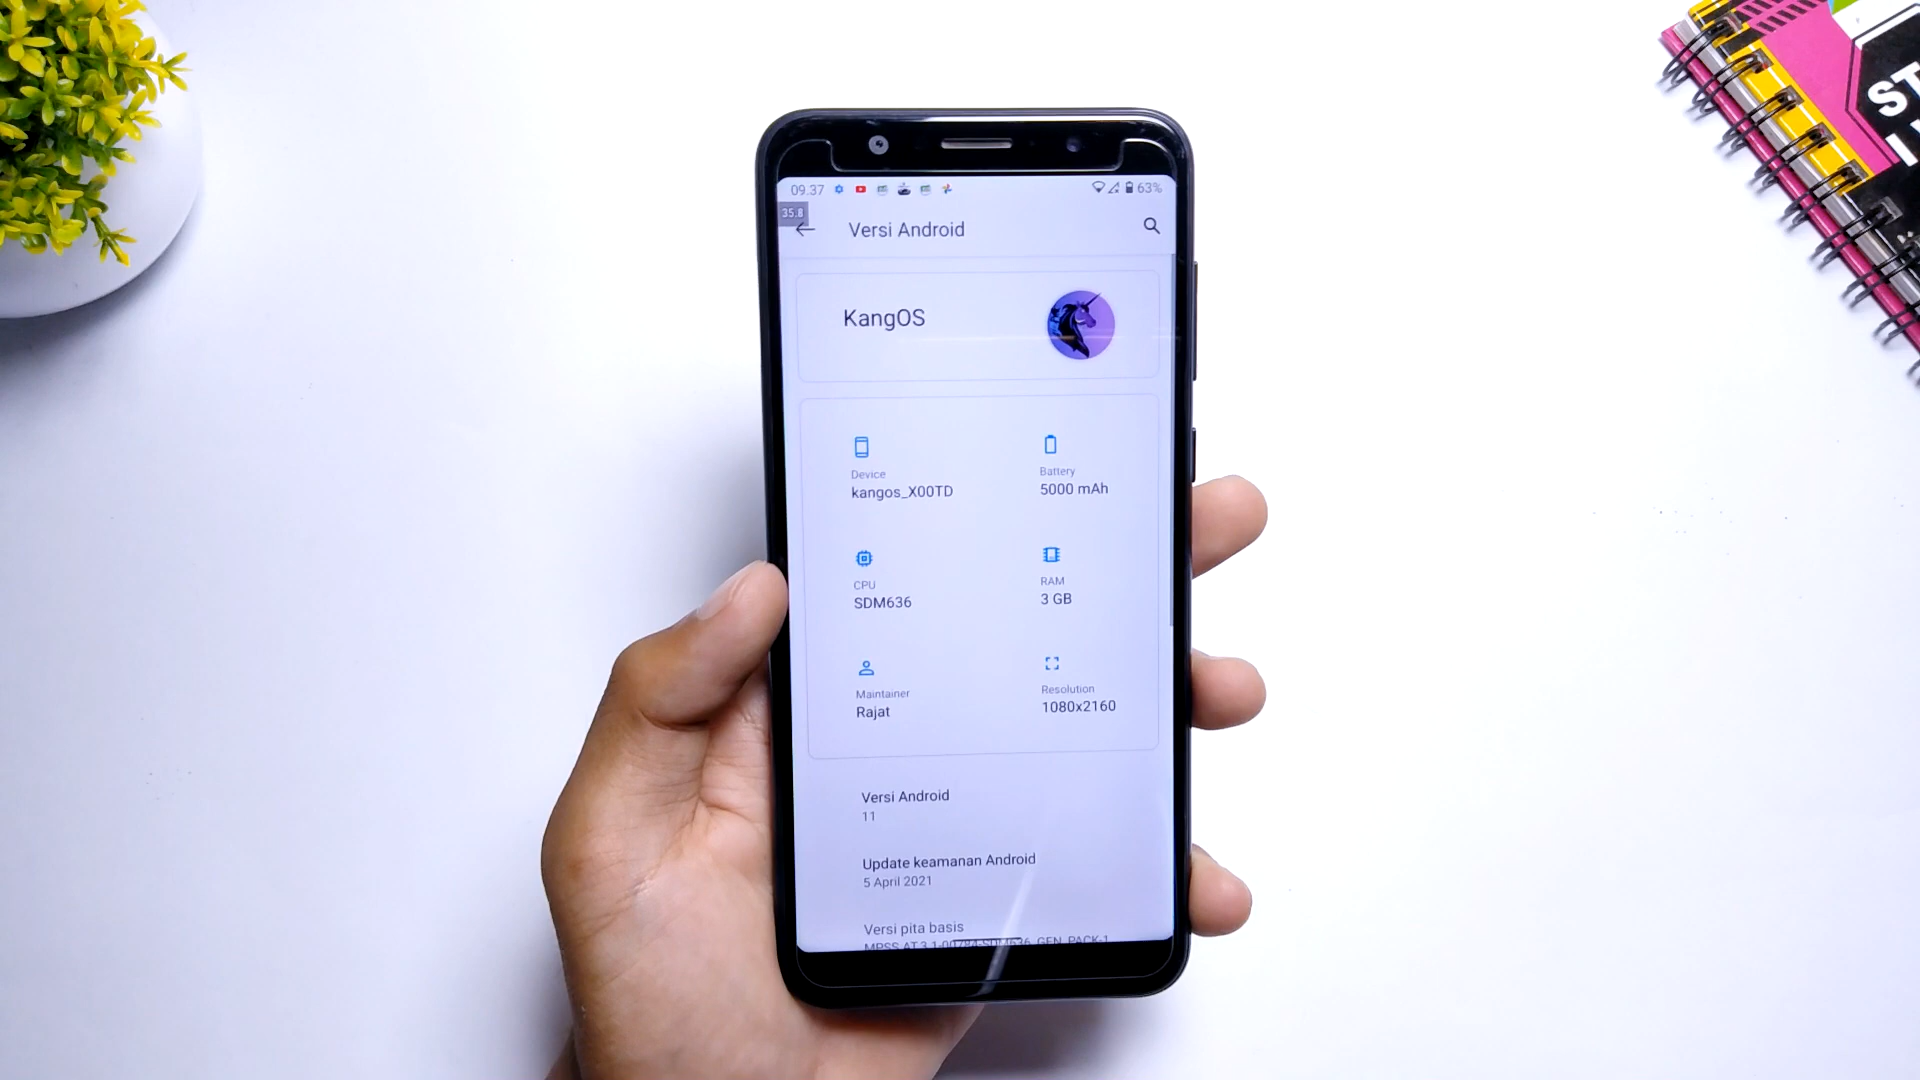 ST
I
09.37 63%
35.8
Versi Android
KangOS
Device
kangos_X00TD
Battery
5000 mAh
CPU
SDM636
RAM
3 GB
Maintainer
Rajat
Resolution
1080x2160
Versi Android
11
Update keamanan Android
5 April 2021
Versi pita basis